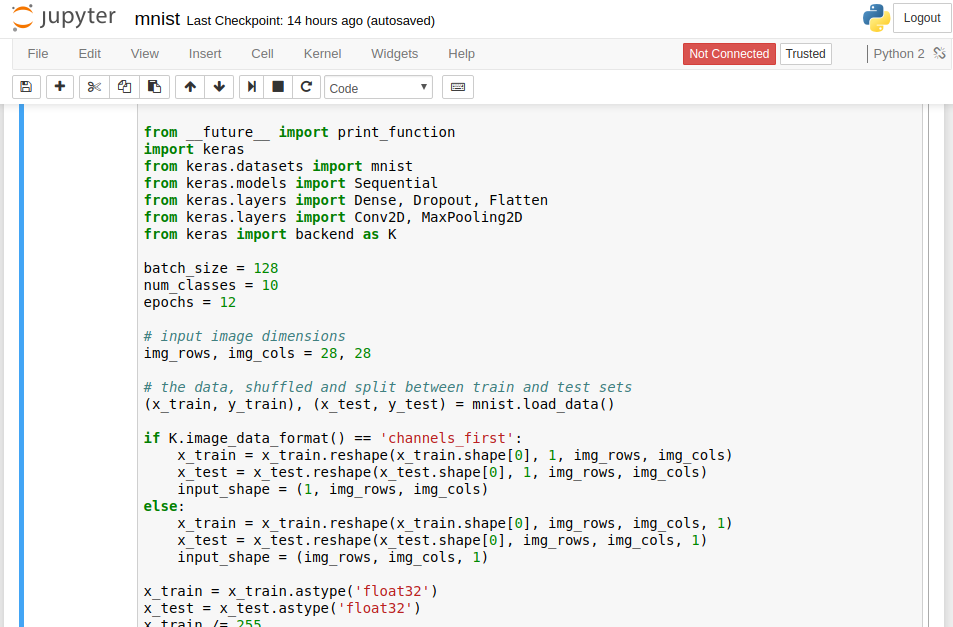 jupyter mnist Last Checkpoint: 14 hours ago (autosaved) Logout
File Edit View Insert Cell Kernel Widgets Help Not Connected Trusted Python 2
Code
from __future__ import print_function
import keras
from keras.datasets import mnist
from keras.models import Sequential
from keras.layers import Dense, Dropout, Flatten
from keras.layers import Conv2D, MaxPooling2D
from keras import backend as K
batch_size = 128
num_classes = 10
epochs = 12
# input image dimensions
img_rows, img_cols = 28, 28
# the data, shuffled and split between train and test sets
(x_train, y_train), (x_test, y_test) = mnist.load_data()
if K.image_data_format() == 'channels_first':
    x_train = x_train.reshape(x_train.shape[0], 1, img_rows, img_cols)
    x_test = x_test.reshape(x_test.shape[0], 1, img_rows, img_cols)
    input_shape = (1, img_rows, img_cols)
else:
    x_train = x_train.reshape(x_train.shape[0], img_rows, img_cols, 1)
    x_test = x_test.reshape(x_test.shape[0], img_rows, img_cols, 1)
    input_shape = (img_rows, img_cols, 1)
x_train = x_train.astype('float32')
x_test = x_test.astype('float32')
x_train /= 255